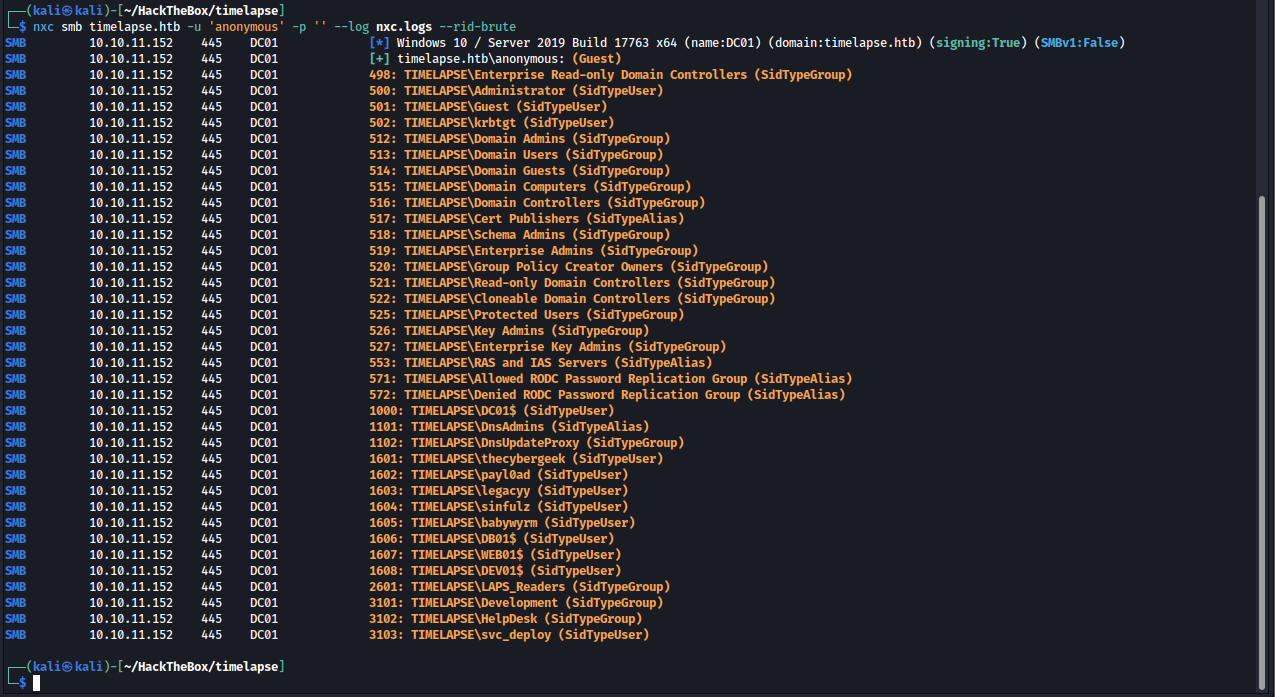 ┌──(kali㉿kali)-[~/HackTheBox/timelapse]
└─$ nxc smb timelapse.htb -u 'anonymous' -p '' --log nxc.logs --rid-brute
SMB 10.10.11.152 445 DC01 [*] Windows 10 / Server 2019 Build 17763 x64 (name:DC01) (domain:timelapse.htb) (signing:True) (SMBv1:False)
SMB 10.10.11.152 445 DC01 [+] timelapse.htb\anonymous: (Guest)
SMB 10.10.11.152 445 DC01 498: TIMELAPSE\Enterprise Read-only Domain Controllers (SidTypeGroup)
SMB 10.10.11.152 445 DC01 500: TIMELAPSE\Administrator (SidTypeUser)
SMB 10.10.11.152 445 DC01 501: TIMELAPSE\Guest (SidTypeUser)
SMB 10.10.11.152 445 DC01 502: TIMELAPSE\krbtgt (SidTypeUser)
SMB 10.10.11.152 445 DC01 512: TIMELAPSE\Domain Admins (SidTypeGroup)
SMB 10.10.11.152 445 DC01 513: TIMELAPSE\Domain Users (SidTypeGroup)
SMB 10.10.11.152 445 DC01 514: TIMELAPSE\Domain Guests (SidTypeGroup)
SMB 10.10.11.152 445 DC01 515: TIMELAPSE\Domain Computers (SidTypeGroup)
SMB 10.10.11.152 445 DC01 516: TIMELAPSE\Domain Controllers (SidTypeGroup)
SMB 10.10.11.152 445 DC01 517: TIMELAPSE\Cert Publishers (SidTypeAlias)
SMB 10.10.11.152 445 DC01 518: TIMELAPSE\Schema Admins (SidTypeGroup)
SMB 10.10.11.152 445 DC01 519: TIMELAPSE\Enterprise Admins (SidTypeGroup)
SMB 10.10.11.152 445 DC01 520: TIMELAPSE\Group Policy Creator Owners (SidTypeGroup)
SMB 10.10.11.152 445 DC01 521: TIMELAPSE\Read-only Domain Controllers (SidTypeGroup)
SMB 10.10.11.152 445 DC01 522: TIMELAPSE\Cloneable Domain Controllers (SidTypeGroup)
SMB 10.10.11.152 445 DC01 525: TIMELAPSE\Protected Users (SidTypeGroup)
SMB 10.10.11.152 445 DC01 526: TIMELAPSE\Key Admins (SidTypeGroup)
SMB 10.10.11.152 445 DC01 527: TIMELAPSE\Enterprise Key Admins (SidTypeGroup)
SMB 10.10.11.152 445 DC01 553: TIMELAPSE\RAS and IAS Servers (SidTypeAlias)
SMB 10.10.11.152 445 DC01 571: TIMELAPSE\Allowed RODC Password Replication Group (SidTypeAlias)
SMB 10.10.11.152 445 DC01 572: TIMELAPSE\Denied RODC Password Replication Group (SidTypeAlias)
SMB 10.10.11.152 445 DC01 1000: TIMELAPSE\DC01$ (SidTypeUser)
SMB 10.10.11.152 445 DC01 1101: TIMELAPSE\DnsAdmins (SidTypeAlias)
SMB 10.10.11.152 445 DC01 1102: TIMELAPSE\DnsUpdateProxy (SidTypeGroup)
SMB 10.10.11.152 445 DC01 1601: TIMELAPSE\thecybergeek (SidTypeUser)
SMB 10.10.11.152 445 DC01 1602: TIMELAPSE\payl0ad (SidTypeUser)
SMB 10.10.11.152 445 DC01 1603: TIMELAPSE\legacyy (SidTypeUser)
SMB 10.10.11.152 445 DC01 1604: TIMELAPSE\sinfulz (SidTypeUser)
SMB 10.10.11.152 445 DC01 1605: TIMELAPSE\babywyrm (SidTypeUser)
SMB 10.10.11.152 445 DC01 1606: TIMELAPSE\DB01$ (SidTypeUser)
SMB 10.10.11.152 445 DC01 1607: TIMELAPSE\WEB01$ (SidTypeUser)
SMB 10.10.11.152 445 DC01 1608: TIMELAPSE\DEV01$ (SidTypeUser)
SMB 10.10.11.152 445 DC01 2601: TIMELAPSE\LAPS_Readers (SidTypeGroup)
SMB 10.10.11.152 445 DC01 3101: TIMELAPSE\Development (SidTypeGroup)
SMB 10.10.11.152 445 DC01 3102: TIMELAPSE\HelpDesk (SidTypeGroup)
SMB 10.10.11.152 445 DC01 3103: TIMELAPSE\svc_deploy (SidTypeUser)
┌──(kali㉿kali)-[~/HackTheBox/timelapse]
└─$